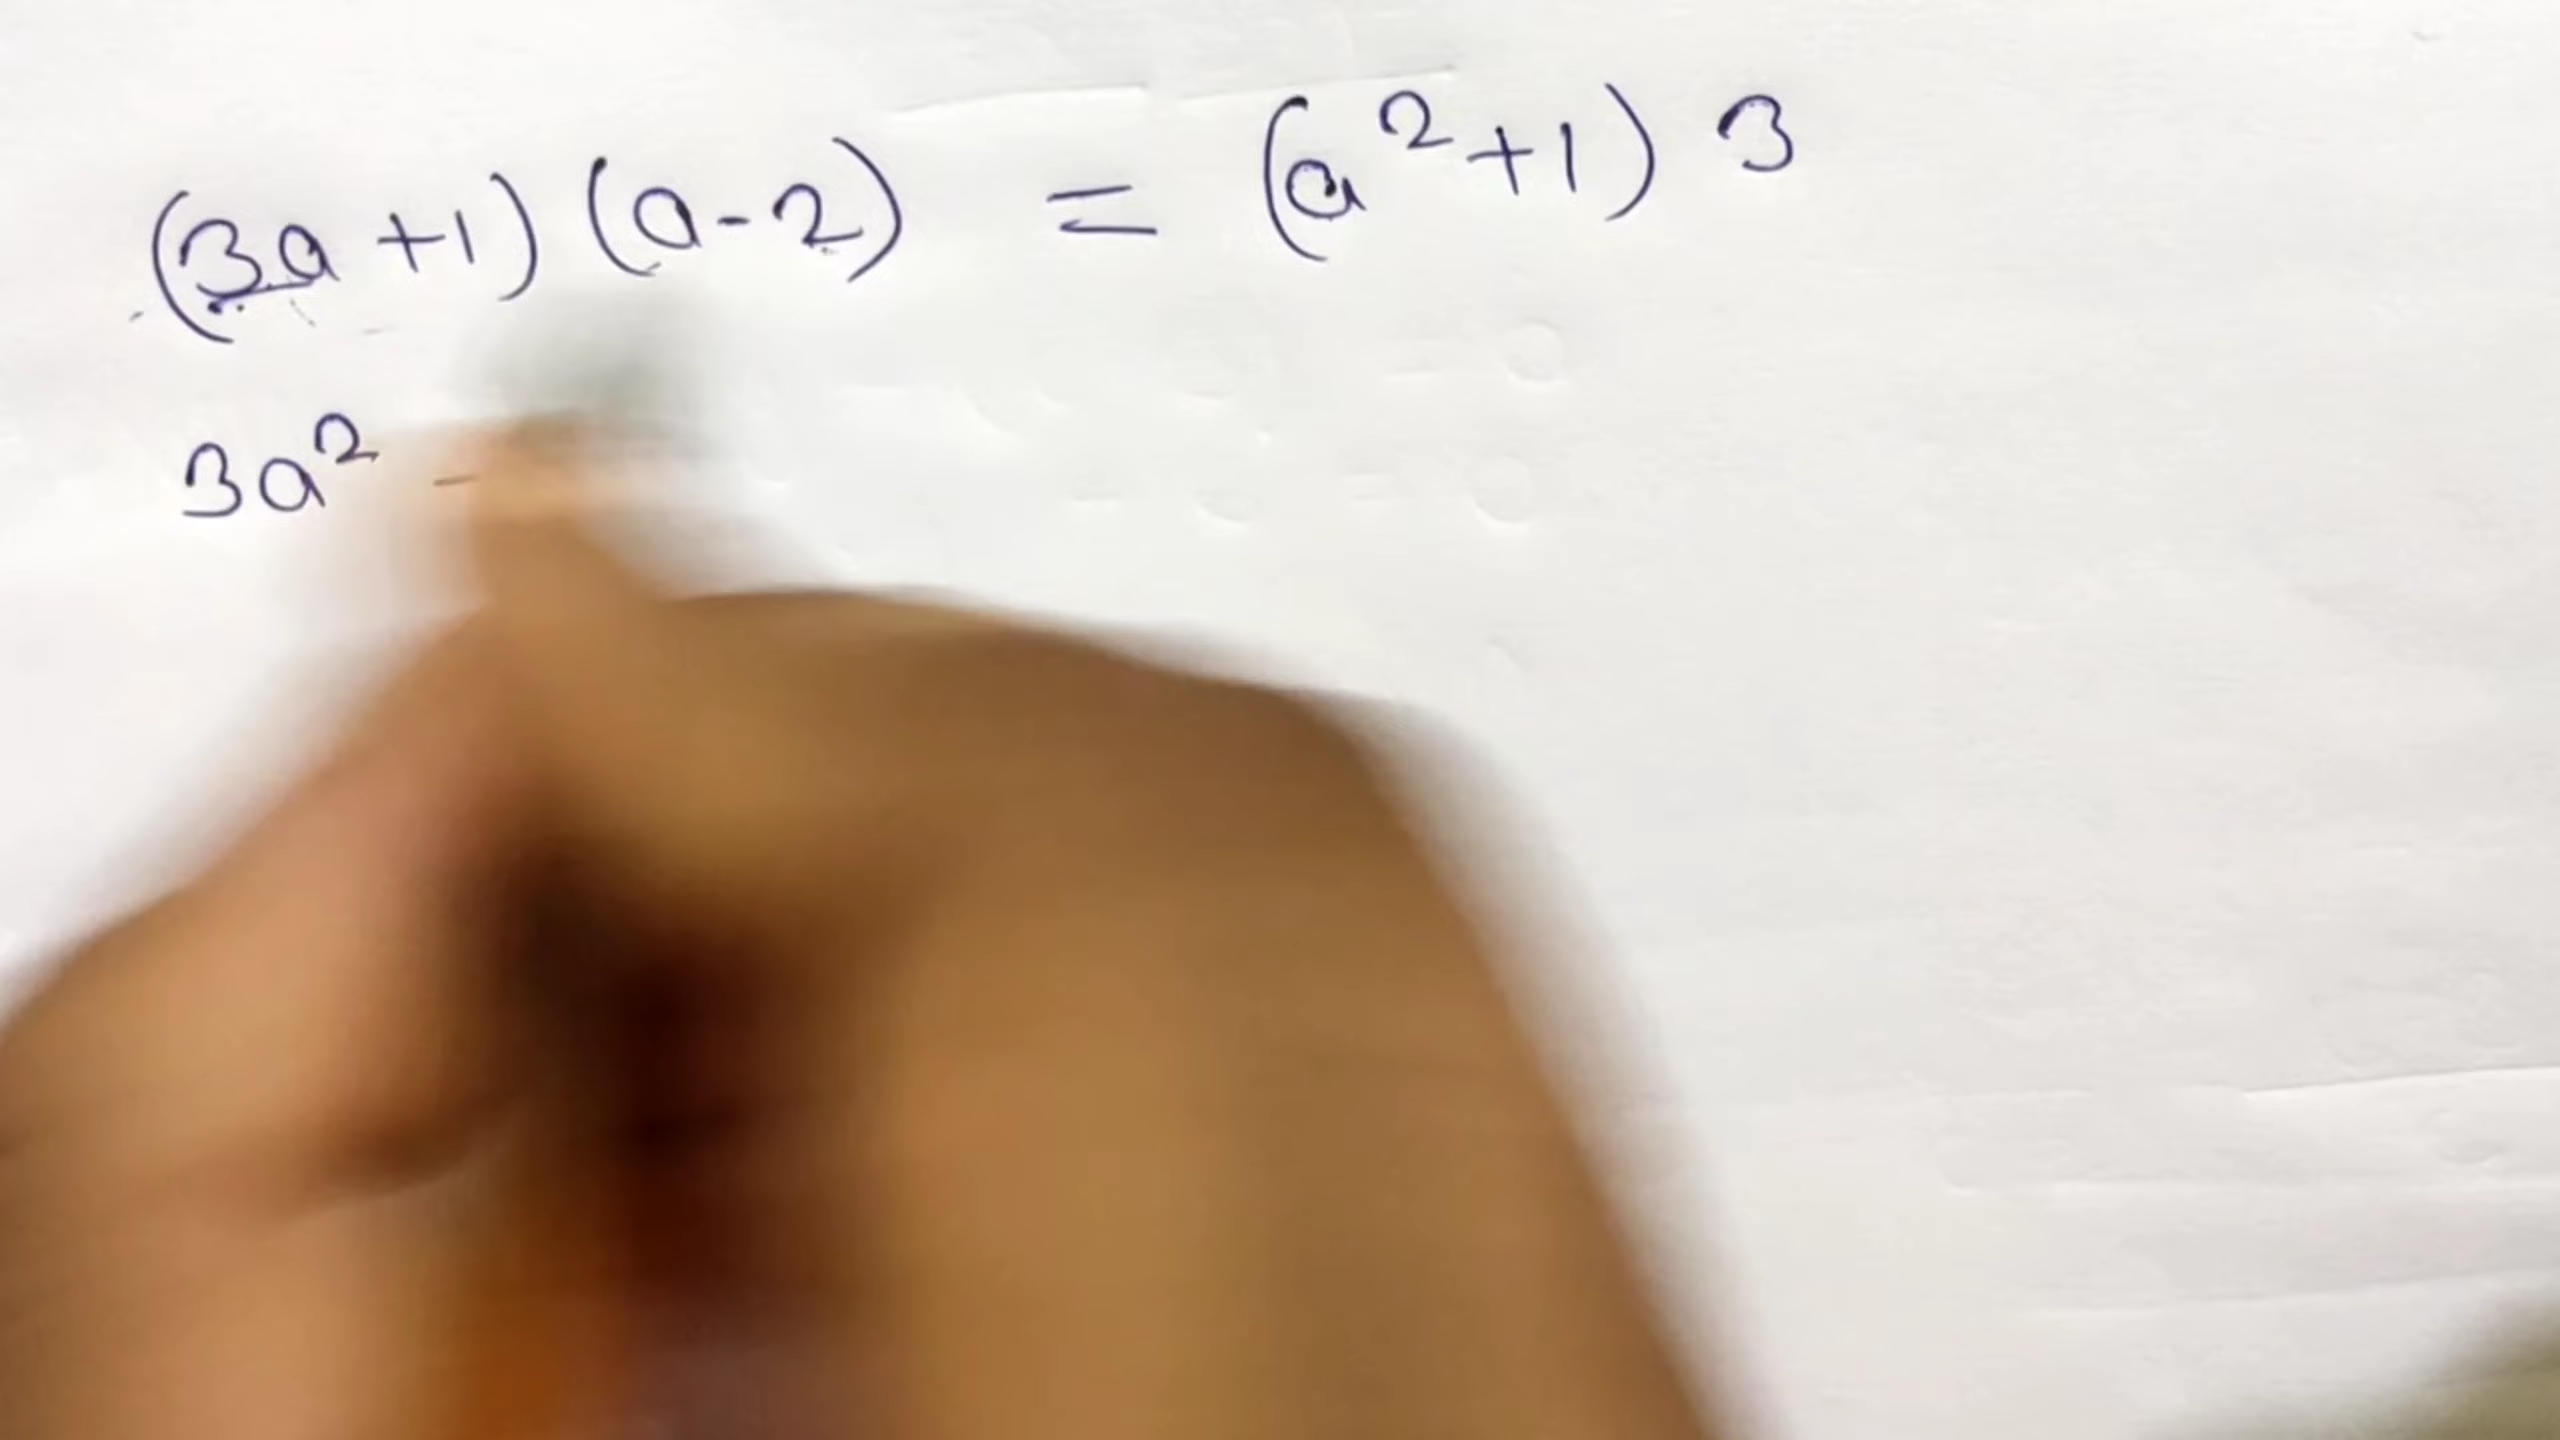 (3a+1)(a-2) = (a²+1) 3
3a² -